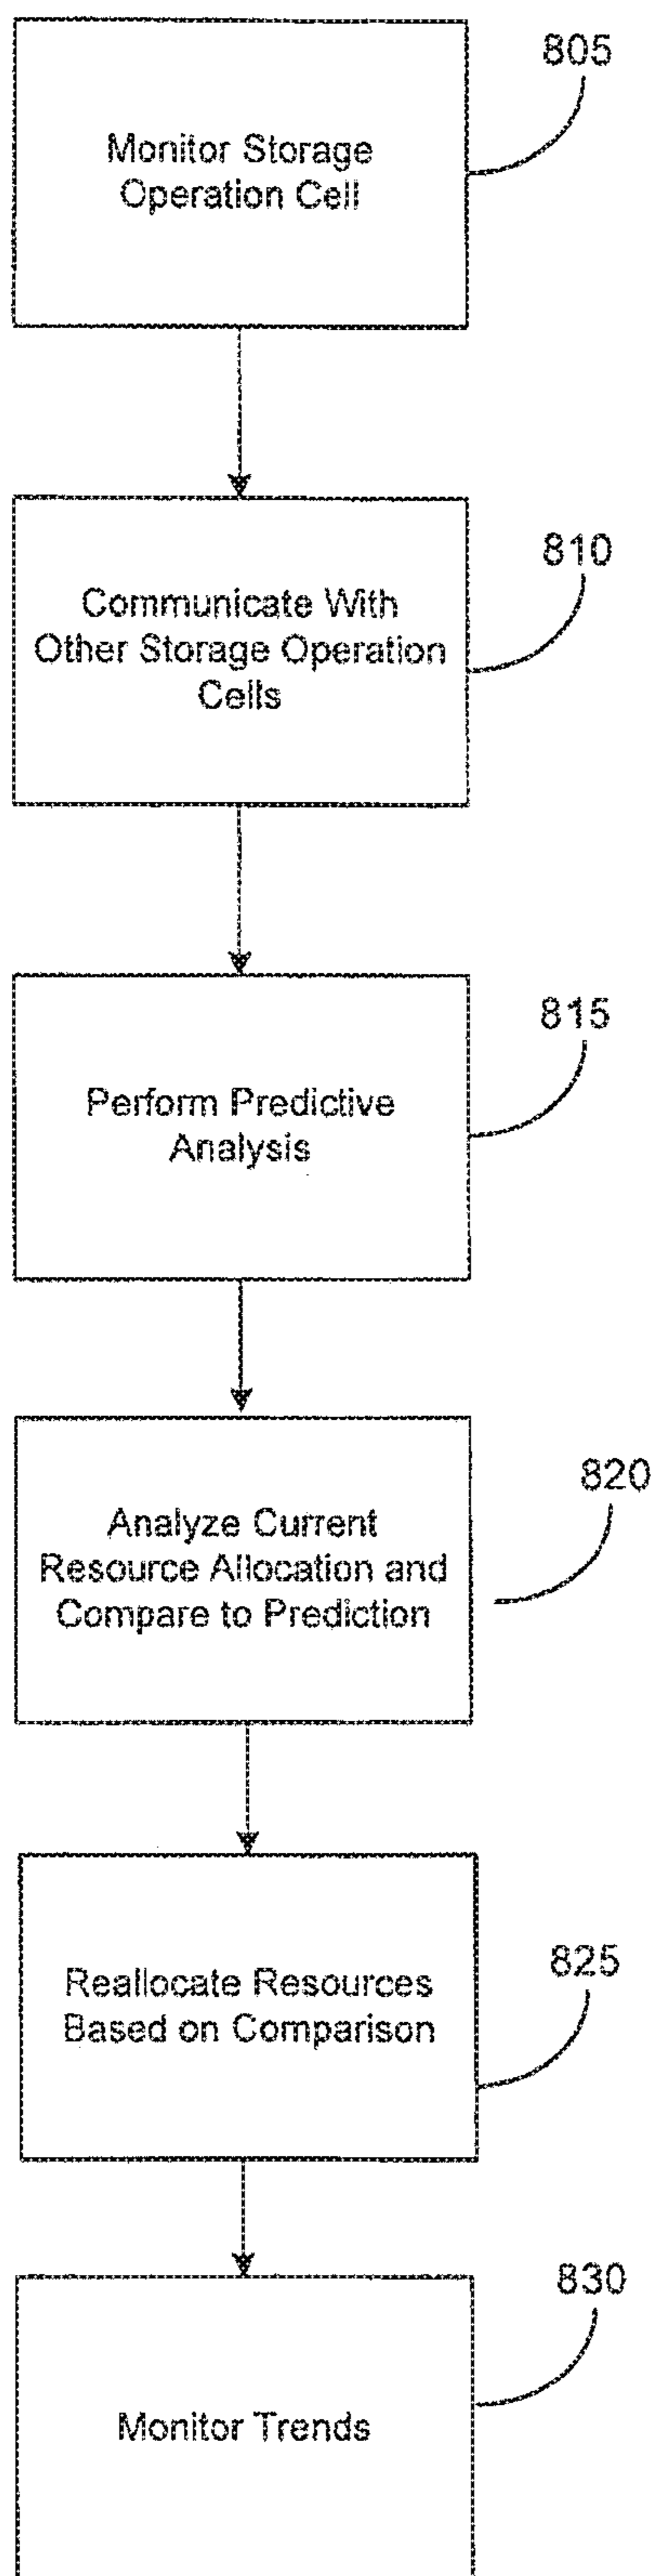 805
Monitor Storage
Operation Cell
810
Communicate With
Other Storage Operation
Cells
815
Perform Predictive
Analysis
820
Analyze Current
Resource Allocation and
Compare to Prediction
825
Reallocate Resources
Based on Comparison
830
Monitor Trends